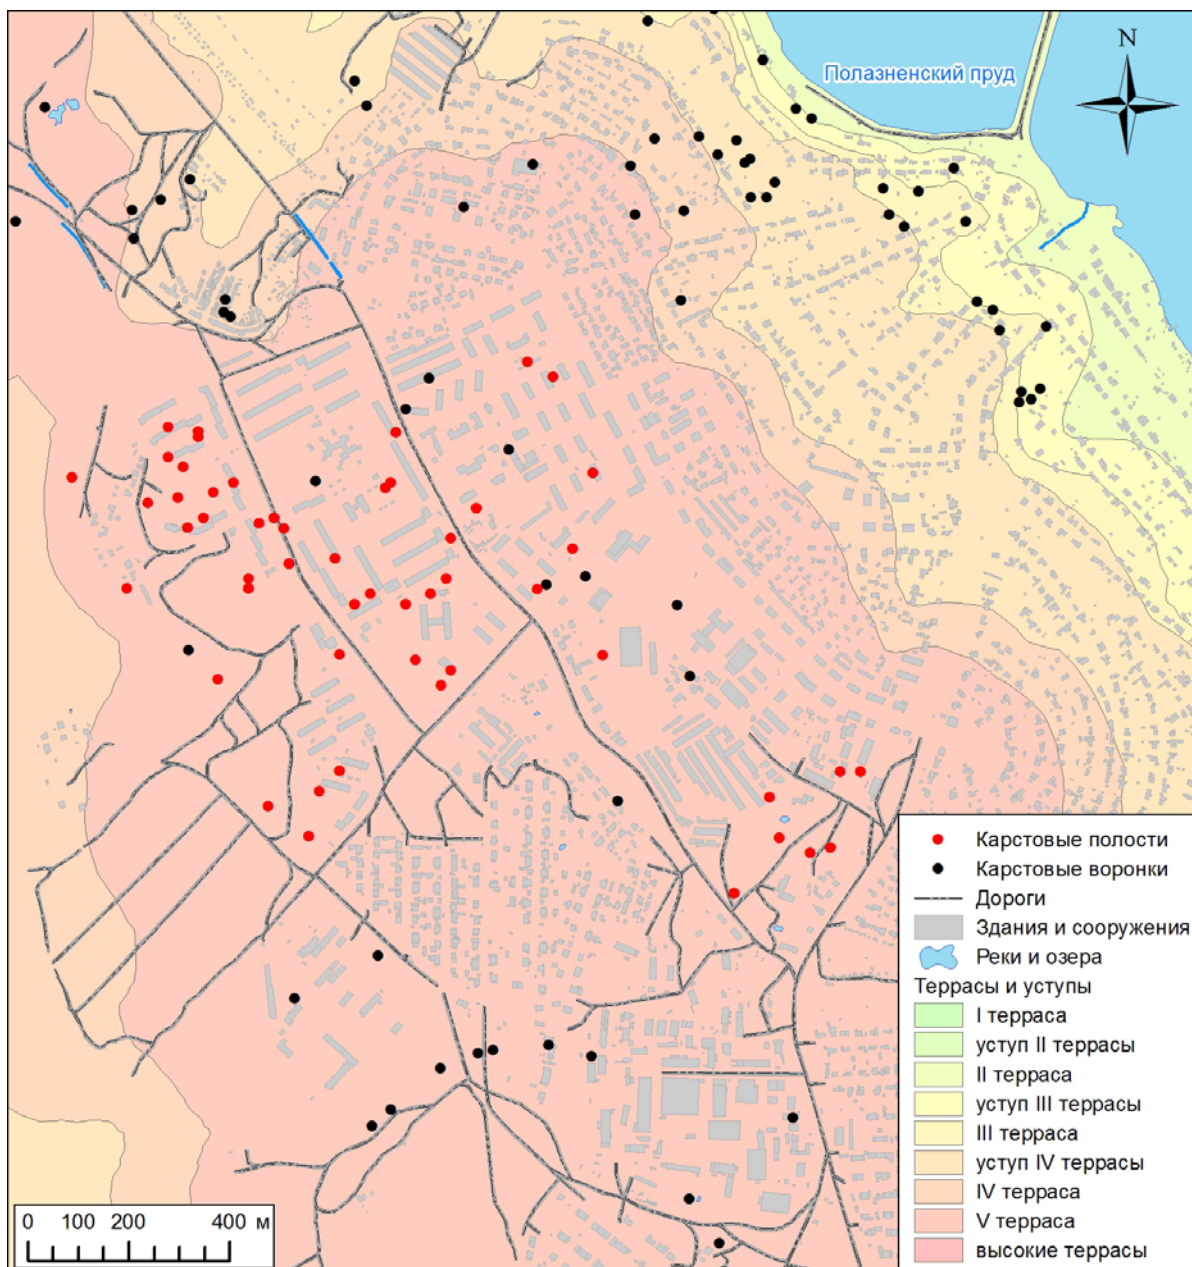 N
Полазненский пруд
Карстовые полости
Карстовые воронки
Дороги
Здания и сооружения
Реки и озера
Террасы и уступы
I терраса
уступ II террасы
II терраса
уступ III террасы
III терраса
уступ IV террасы
IV терраса
V терраса
высокие террасы
0 100 200 400 м